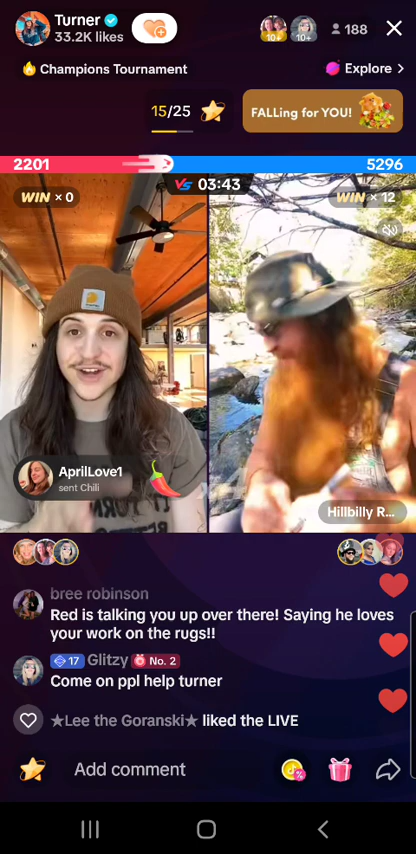 Turner
33.2K likes
10+
10+
188
Champions Tournament
Explore >
15/25
FALLing for YOU!
2201
5296
VS 03:43
WIN × 0
WIN × 12
AprilLove1
sent Chili
Hillbilly R...
bree robinson
Red is talking you up over there! Saying he loves
your work on the rugs!!
17 Glitzy No. 2
Come on ppl help turner
★Lee the Goranski★ liked the LIVE
Add comment